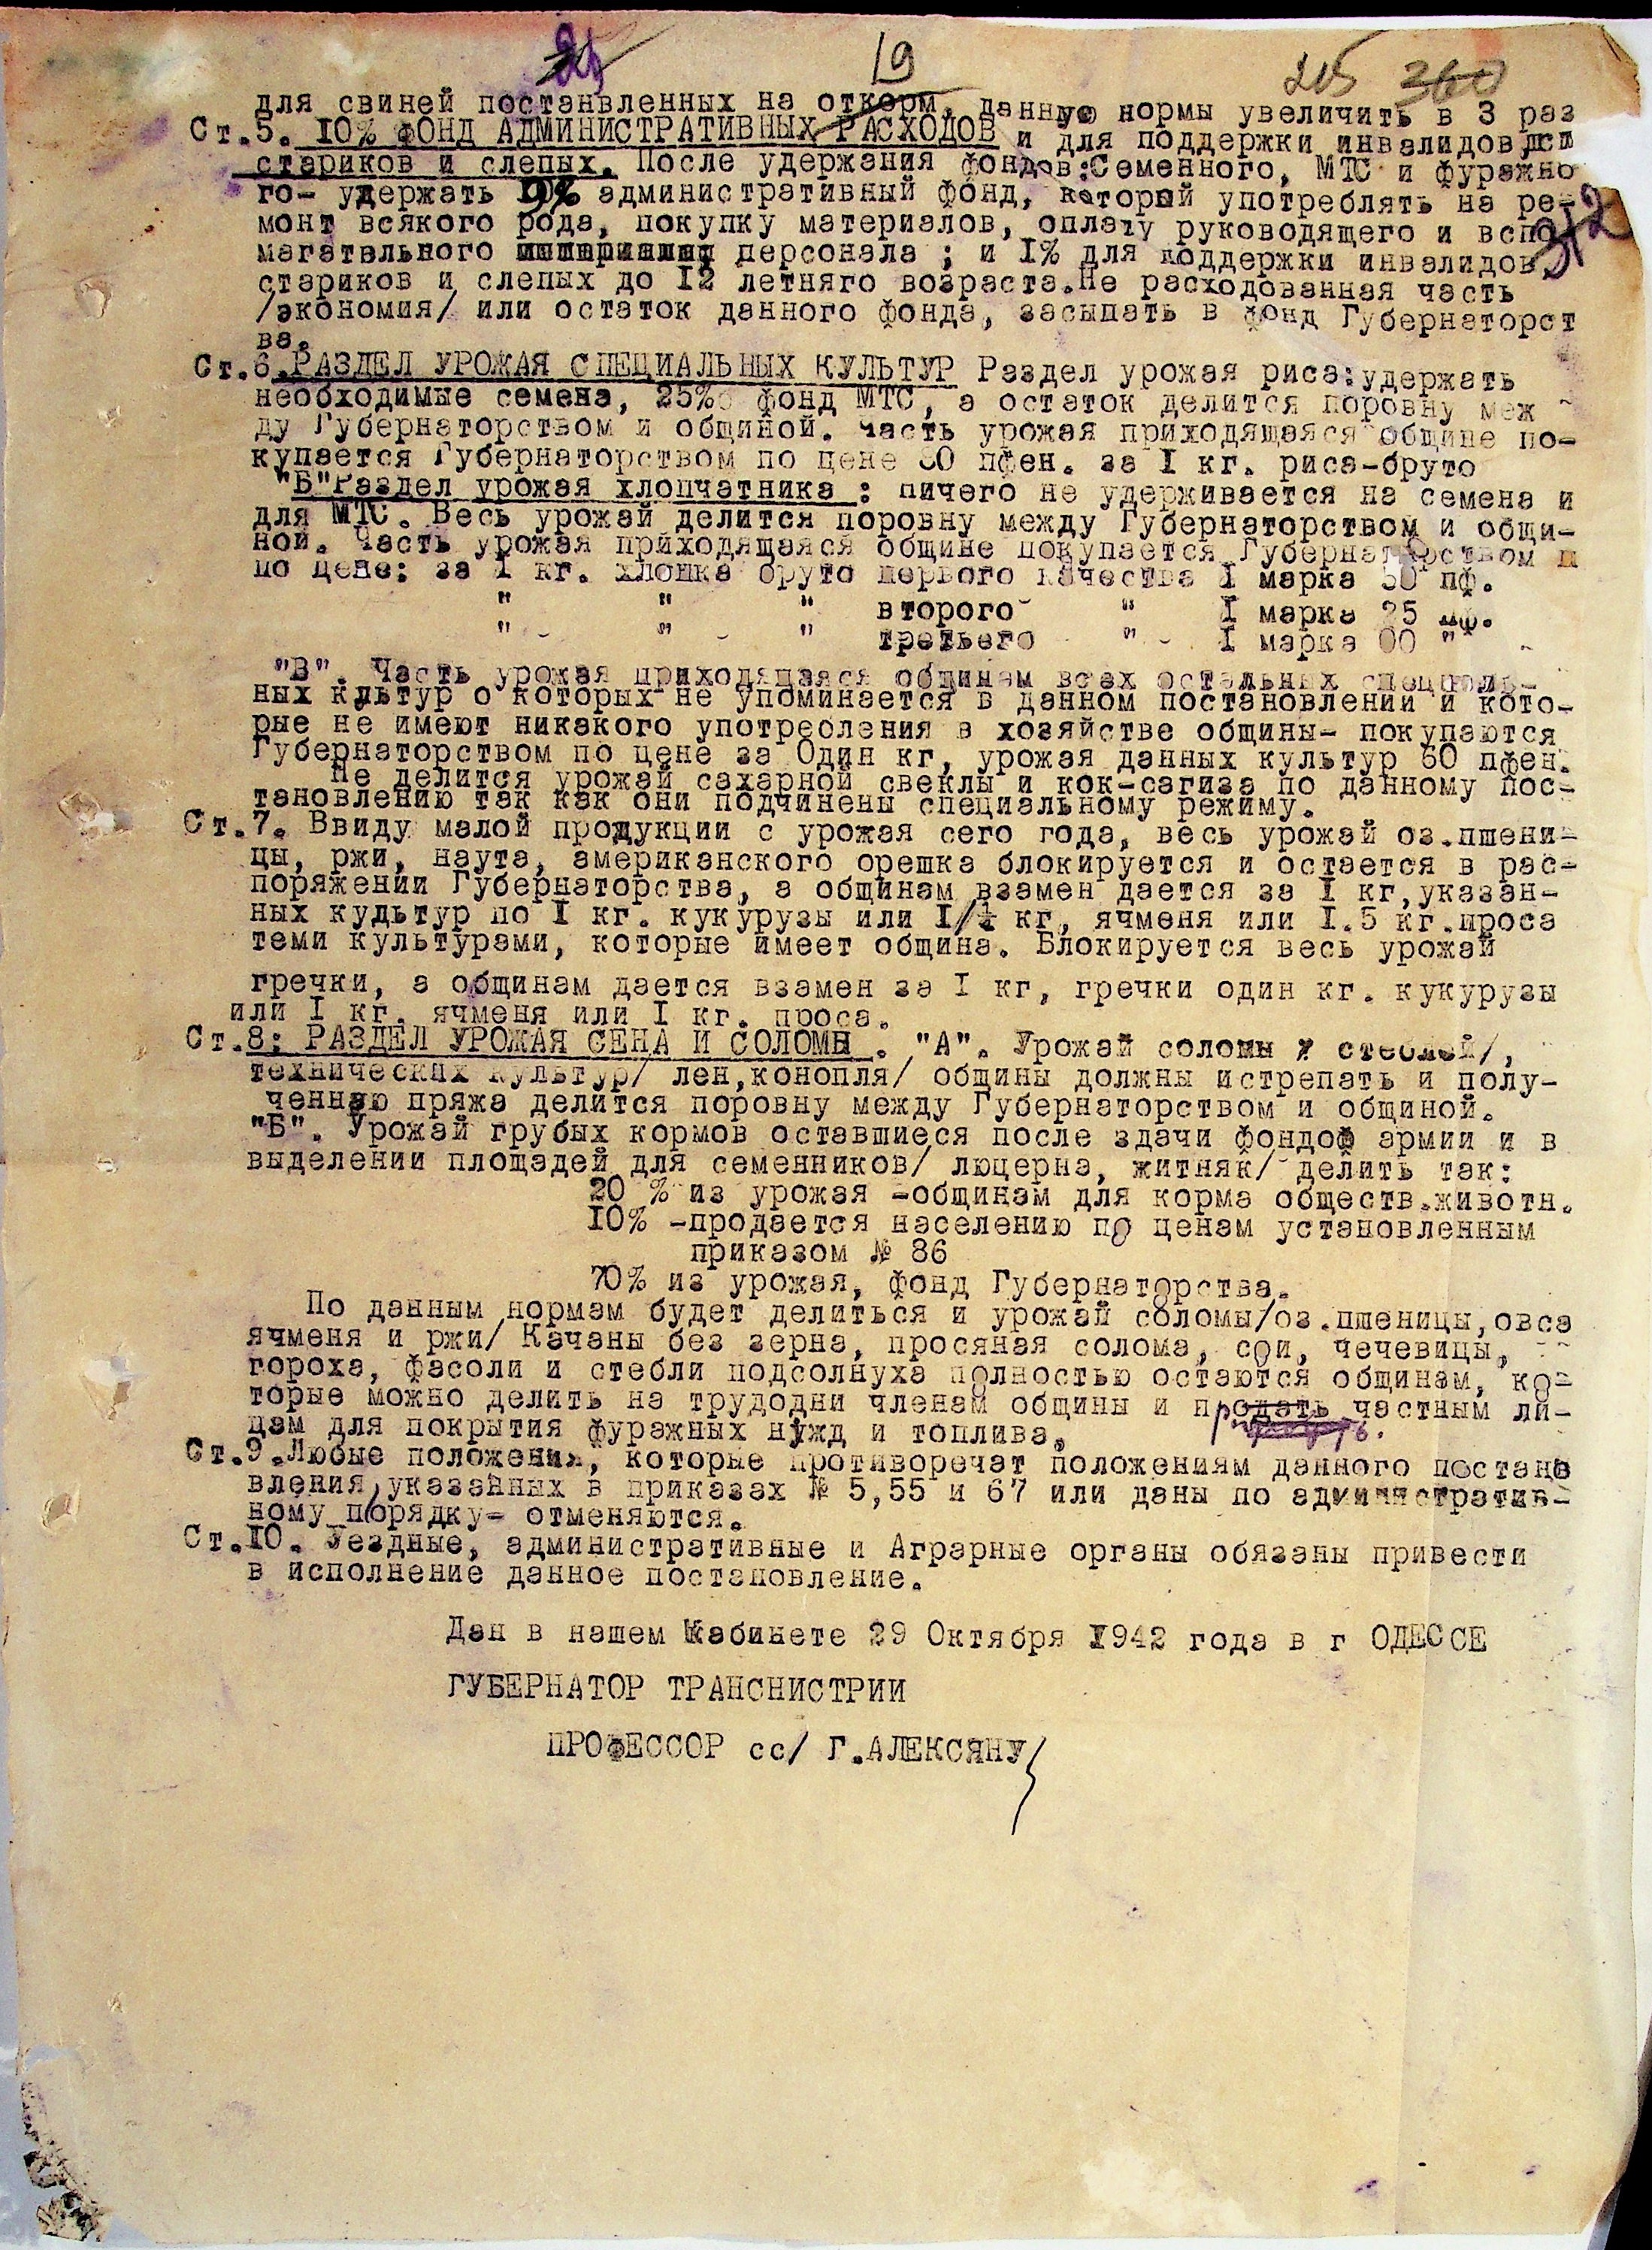 19
215 360
для свиней постанвленных на откорм, данную нормы увеличить в 3 раз
Ст.5. 10% ФОНД АДМИНИСТРАТИВНЫХ РАСХОДОВ и для поддержки инвалидов
стариков и слепых. После удержания фондов:Семенного, МТС и фуражно
го- удержать 9% административный фонд, который употреблять на ре-
монт всякого рода, покупку материалов, оплату руководящего и вспо
312
магательного персонала ; и 1% для поддержки инвалидов,
стариков и слепых до 12 летняго возраста.Не расходованная часть
/экономия/ или остаток данного фонда, засыпать в фонд Губернаторст
ва.
Ст.6.РАЗДЕЛ УРОЖАЯ СПЕЦИАЛЬНЫХ КУЛЬТУР Раздел урожая риса:удержать
необходимые семена, 25% фонд МТС, а остаток делится поровну меж
ду Губернаторством и общиной. Часть урожая приходящаяся общине по-
купается Губернаторством по цене 60 пфен. за I кг. риса-бруто
"Б"Раздел урожая хлопчатника : ничего не удерживается на семена и
для МТС. Весь урожай делится поровну между Губернаторством и общи-
ной. Часть урожая приходящаяся общине покупается Губернаторством п
по цене: за I кг. хлопка бруто первого качества I марка 50 пф.
" " " второго " I марка 25 пф.
" " " третьего " I марка 00 "
"В". Часть урожая приходящаяся общинам всех остальных специаль-
ных культур о которых не упоминается в данном постановлении и кото-
рые не имеют никакого употребления в хозяйстве общины- покупаются
Губернаторством по цене за Один кг, урожая данных культур 60 пфен.
Не делится урожай сахарной свеклы и кок-сагиза по данному пос-
тановлению так как они подчинены специальному режиму.
Ст.7. Ввиду малой продукции с урожая сего года, весь урожай оз.пшени-
цы, ржи, наута, американского орешка блокируется и остается в рас-
поряжении Губернаторства, а общинам взамен дается за I кг,указан-
ных кудьтур по I кг. кукурузы или I/¼ кг, ячменя или I.5 кг.проса
теми культурами, которые имеет община. Блокируется весь урожай
гречки, а общинам дается взамен за I кг, гречки один кг. кукурузы
или I кг. ячменя или I кг. проса.
Ст.8: РАЗДЕЛ УРОЖАЯ СЕНА И СОЛОМЫ . "А". Урожай соломы и стеблей/,
технических культур/ лен,конопля/ общины должны истрепать и полу-
ченную пряжа делится поровну между Губернаторством и общиной.
"Б". Урожай грубых кормов оставшиеся после здачи фондоф армии и в
выделении площадей для семенников/ люцерна, житняк/ делить так:
20 % из урожая -общинам для корма обществ.животн.
10% -продается населению по ценам установленным
приказом № 86
70% из урожая, фонд Губернаторства.
По данным нормам будет делиться и урожай соломы/оз.пшеницы,овса
ячменя и ржи/ Качаны без зерна, просяная солома, сои, чечевицы,
гороха, фасоли и стебли подсолнуха полностью остаются общинам, ко-
торые можно делить на трудодни членам общины и продать частным ли-
цам для покрытия фуражных нужд и топлива.
Ст.9.Любые положения, которые противоречат положениям данного постано
вления,указанных в приказах № 5,55 и 67 или даны по административ-
ному порядку- отменяются.
Ст.10. Уездные, административные и Аграрные органы обязаны привести
в исполнение данное постановление.
Дан в нашем Кабинете 29 Октября 1942 года в г ОДЕССЕ
ГУБЕРНАТОР ТРАНСНИСТРИИ
ПРОФЕССОР сс/ Г.АЛЕКСЯНУ